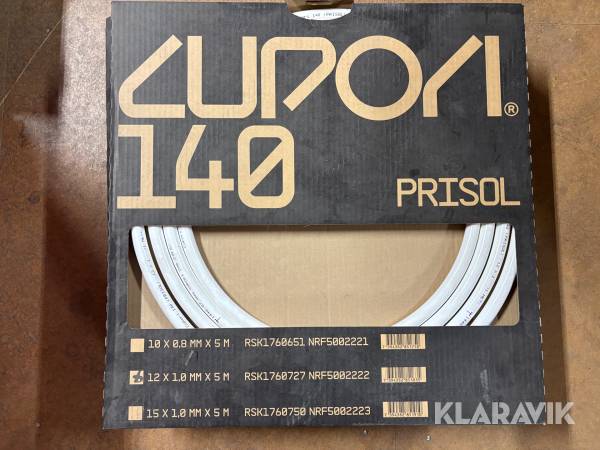 CUPORI®
140
PRISOL
10 X 0,8 MM X 5 M RSK1760651 NRF5002221
12 X 1,0 MM X 5 M RSK1760727 NRF5002222
15 X 1,0 MM X 5 M RSK1760750 NRF5002223
KLARAVIK